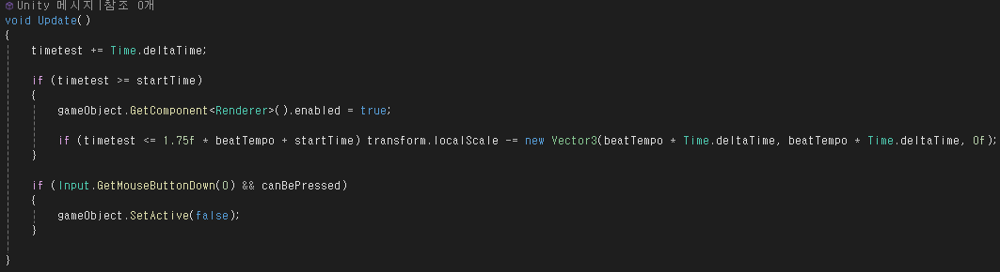 Unity 메시지|참조 0개
void Update()
{
timetest += Time.deltaTime;
if (timetest >= startTime)
{
gameObject.GetComponent<Renderer>().enabled = true;
if (timetest <= 1.75f * beatTempo + startTime) transform.localScale -= new Vector3(beatTempo * Time.deltaTime, beatTempo * Time.deltaTime, 0f);
}
if (Input.GetMouseButtonDown(0) && canBePressed)
{
gameObject.SetActive(false);
}
}